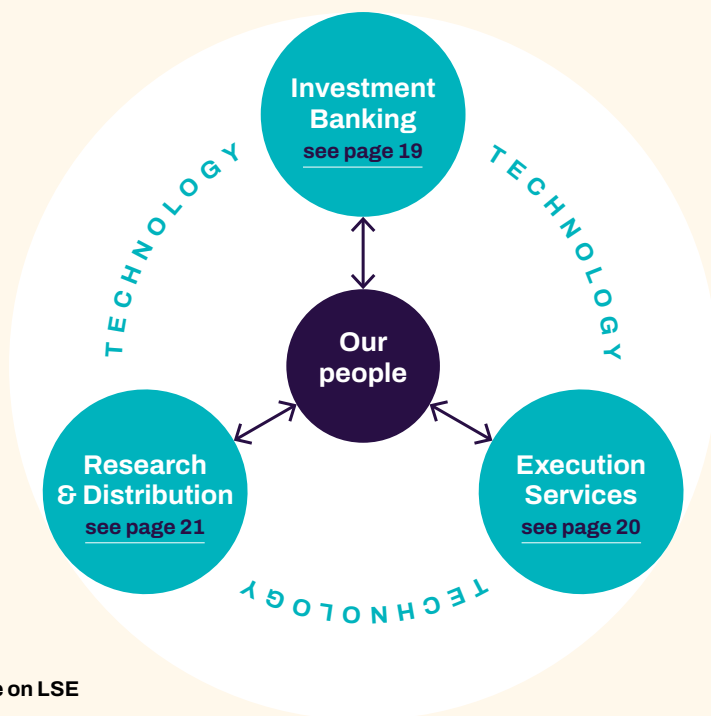 Investment
Banking
see page 19
TECHNOLOGY
TECHNOLOGY
Our
people
Research
& Distribution
see page 21
Execution
Services
see page 20
TECHNOLOGY
on LSE